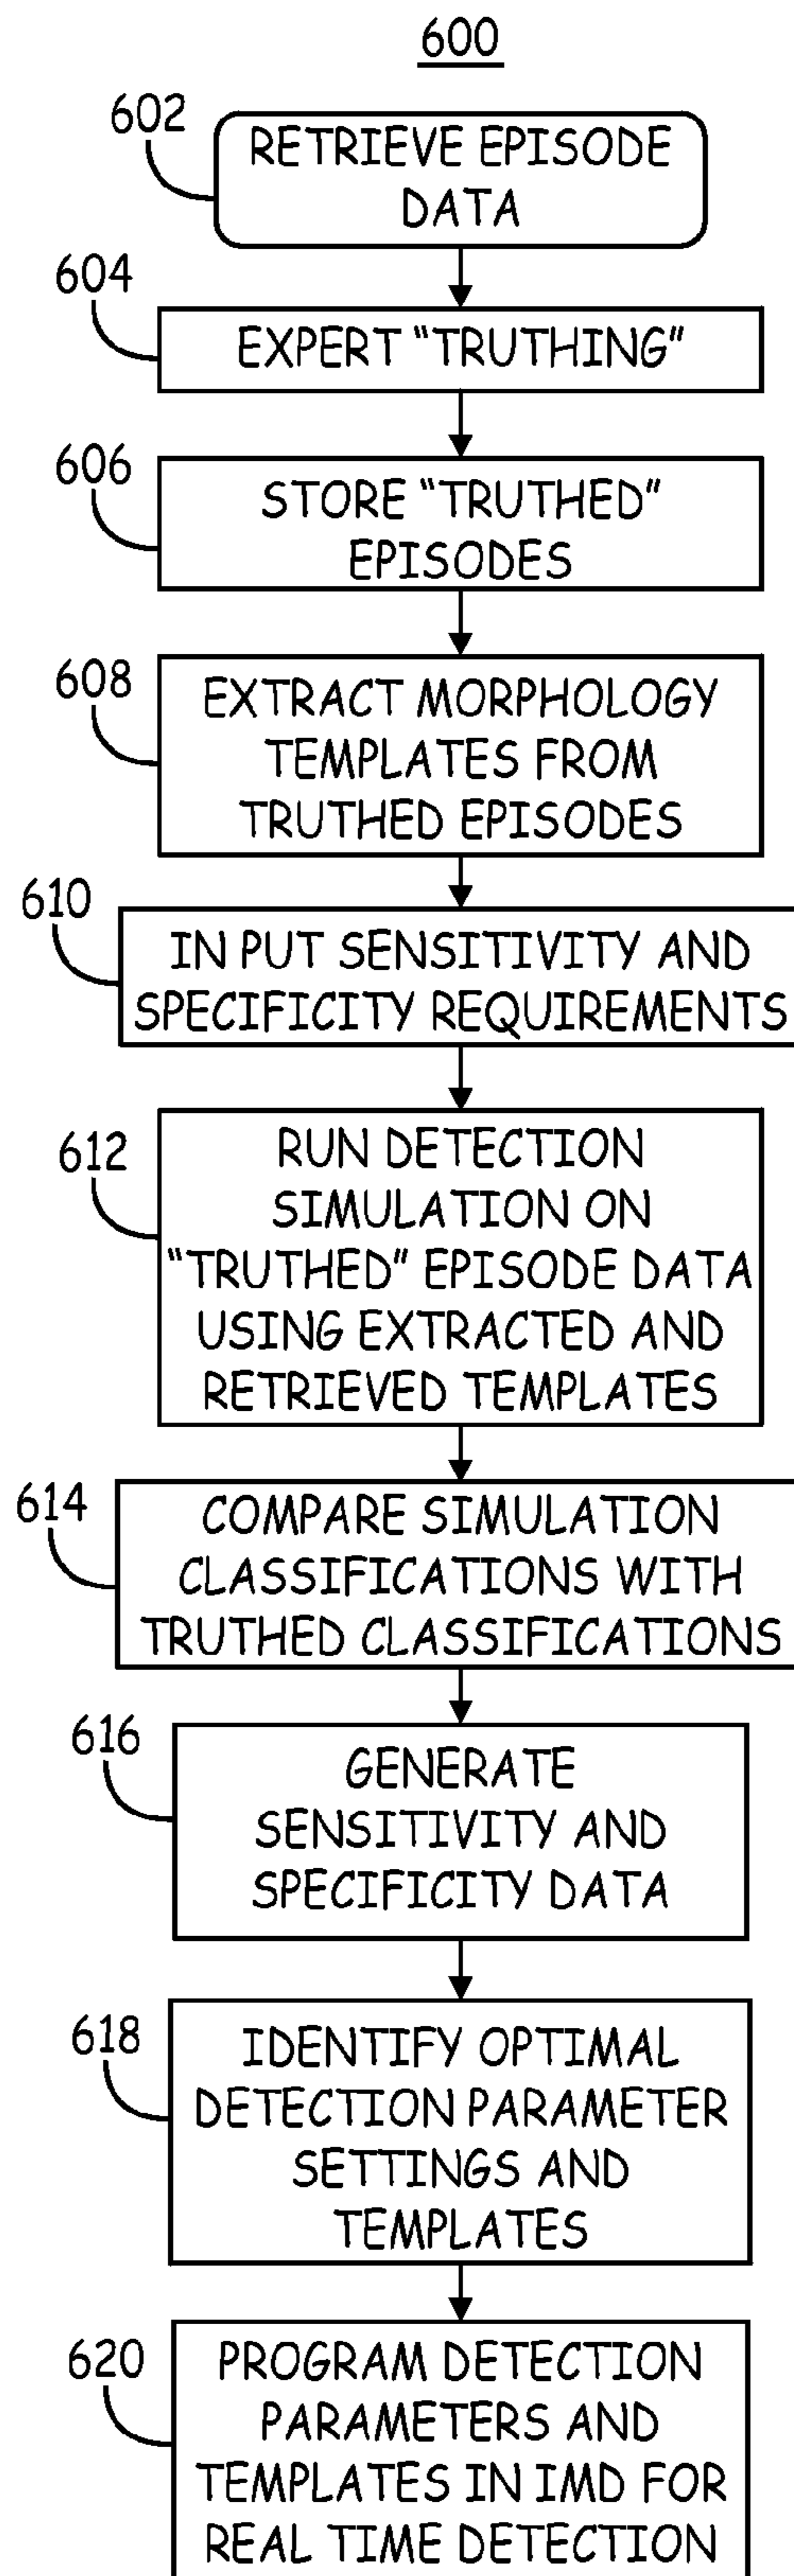 600
602
RETRIEVE EPISODE
DATA
604
EXPERT “TRUTHING”
606
STORE “TRUTHED”
EPISODES
608
EXTRACT MORPHOLOGY
TEMPLATES FROM
TRUTHED EPISODES
610
IN PUT SENSITIVITY AND
SPECIFICITY REQUIREMENTS
612
RUN DETECTION
SIMULATION ON
“TRUTHED” EPISODE DATA
USING EXTRACTED AND
RETRIEVED TEMPLATES
614
COMPARE SIMULATION
CLASSIFICATIONS WITH
TRUTHED CLASSIFICATIONS
616
GENERATE
SENSITIVITY AND
SPECIFICITY DATA
618
IDENTIFY OPTIMAL
DETECTION PARAMETER
SETTINGS AND
TEMPLATES
620
PROGRAM DETECTION
PARAMETERS AND
TEMPLATES IN IMD FOR
REAL TIME DETECTION